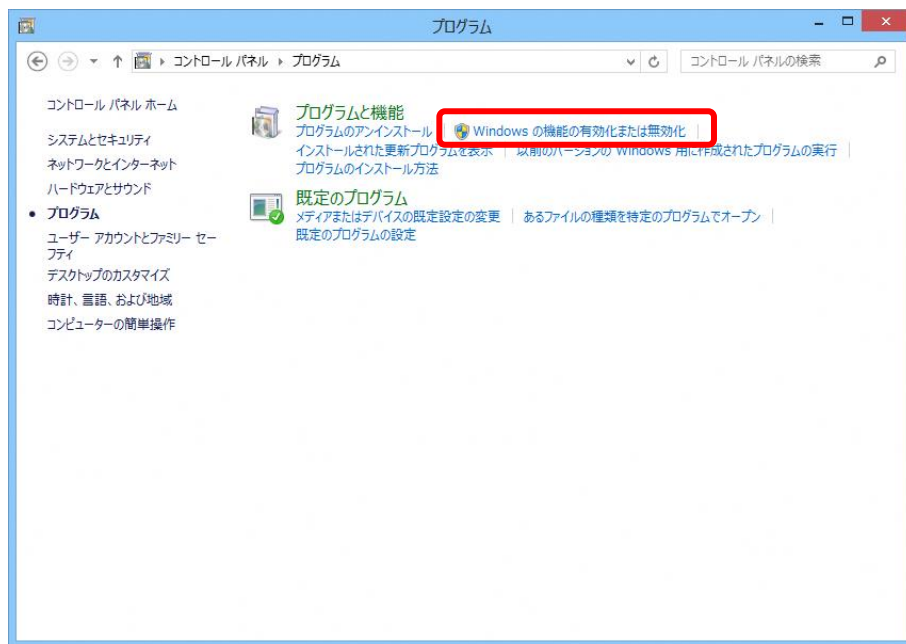 プログラム
コントロール パネル プログラム コントロール パネルの検索
コントロール パネル ホーム
システムとセキュリティ
ネットワークとインターネット
ハードウェアとサウンド
プログラム
ユーザー アカウントとファミリー セー
フティ
デスクトップのカスタマイズ
時計、言語、および地域
コンピューターの簡単操作
プログラムと機能
プログラムのアンインストール Windows の機能の有効化または無効化
インストールされた更新プログラムを表示 以前のバージョンの Windows 用に作成されたプログラムの実行
プログラムのインストール方法
既定のプログラム
メディアまたはデバイスの既定設定の変更 あるファイルの種類を特定のプログラムでオープン
既定のプログラムの設定